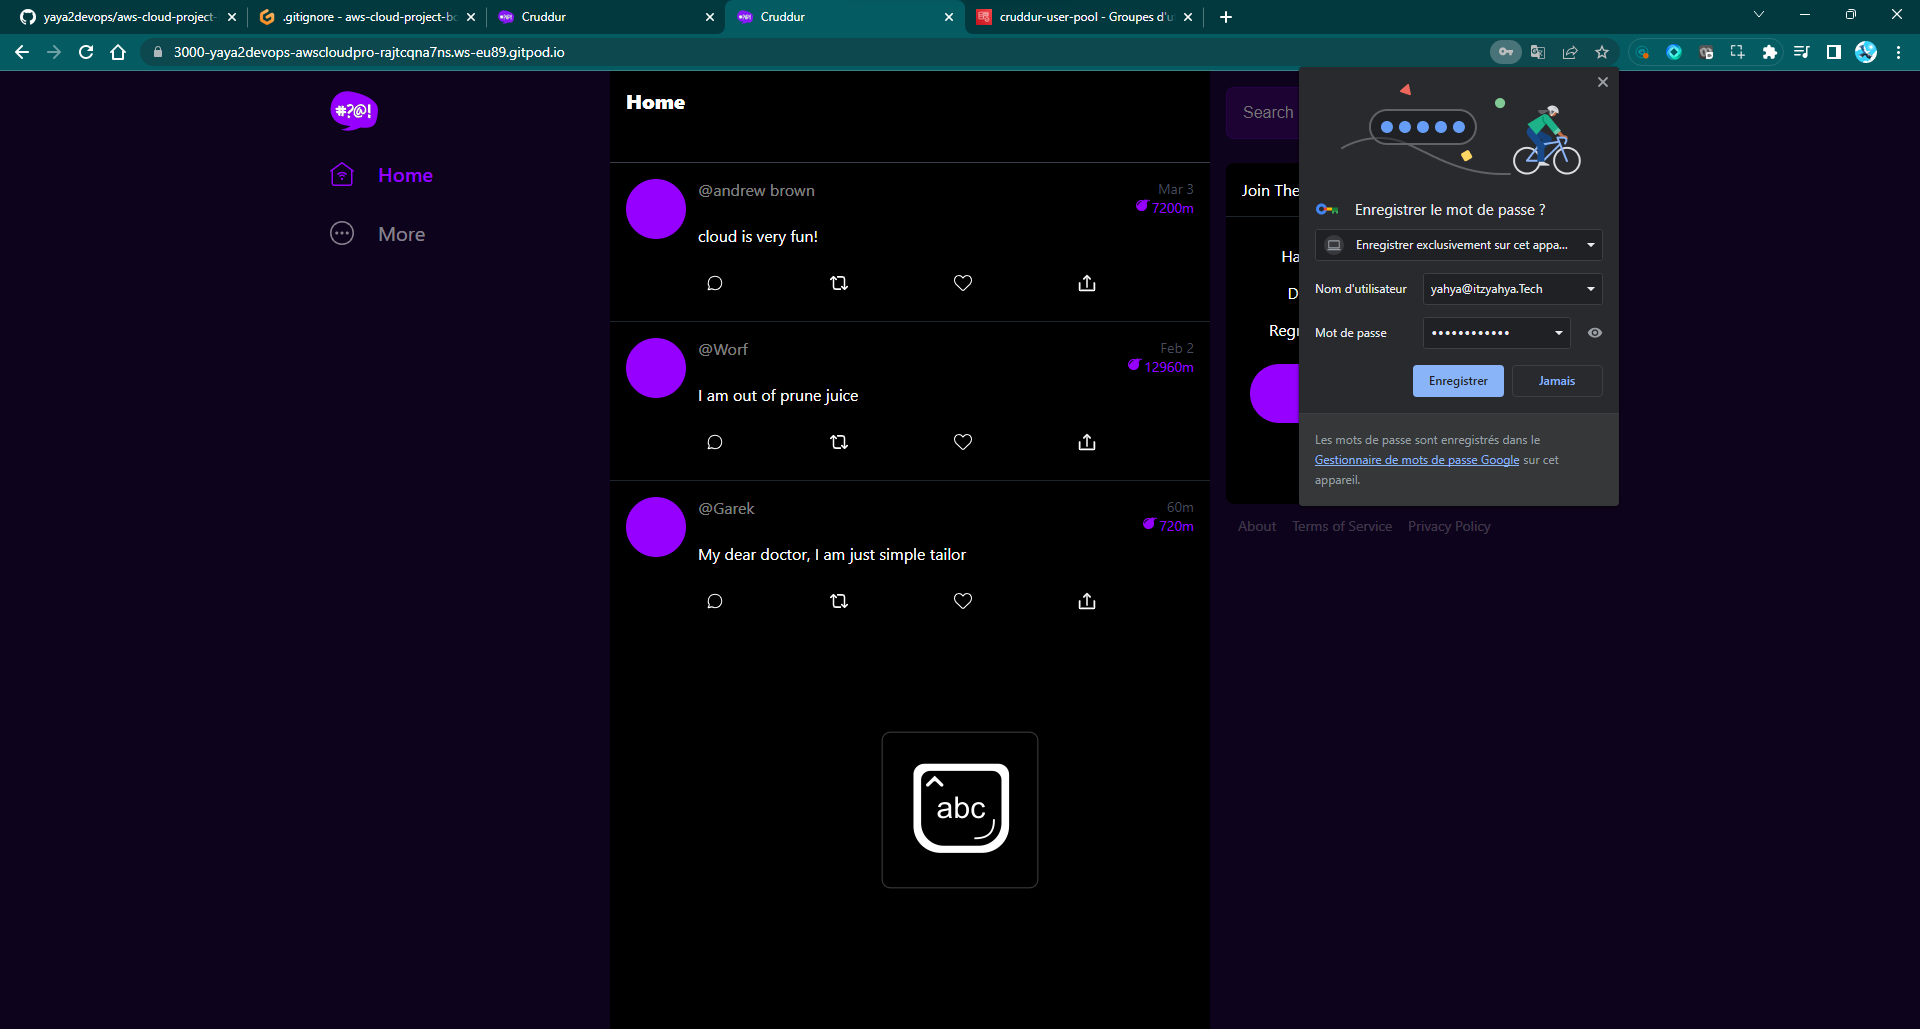 yaya2devops/aws-cloud-project-
.gitignore - aws-cloud-project-bc
Cruddur
Cruddur
cruddur-user-pool - Groupes d'u
3000-yaya2devops-awscloudpro-rajtcqna7ns.ws-eu89.gitpod.io
#?@!
Home
More
Home
@andrew brown
Mar 3
7200m
cloud is very fun!
@Worf
Feb 2
12960m
I am out of prune juice
@Garek
60m
720m
My dear doctor, I am just simple tailor
abc
Search
Join The
Ha
D
Regi
About Terms of Service Privacy Policy
Enregistrer le mot de passe ?
Enregistrer exclusivement sur cet appa...
Nom d'utilisateur
yahya@itzyahya.Tech
Mot de passe
••••••••••••
Enregistrer
Jamais
Les mots de passe sont enregistrés dans le
Gestionnaire de mots de passe Google sur cet
appareil.